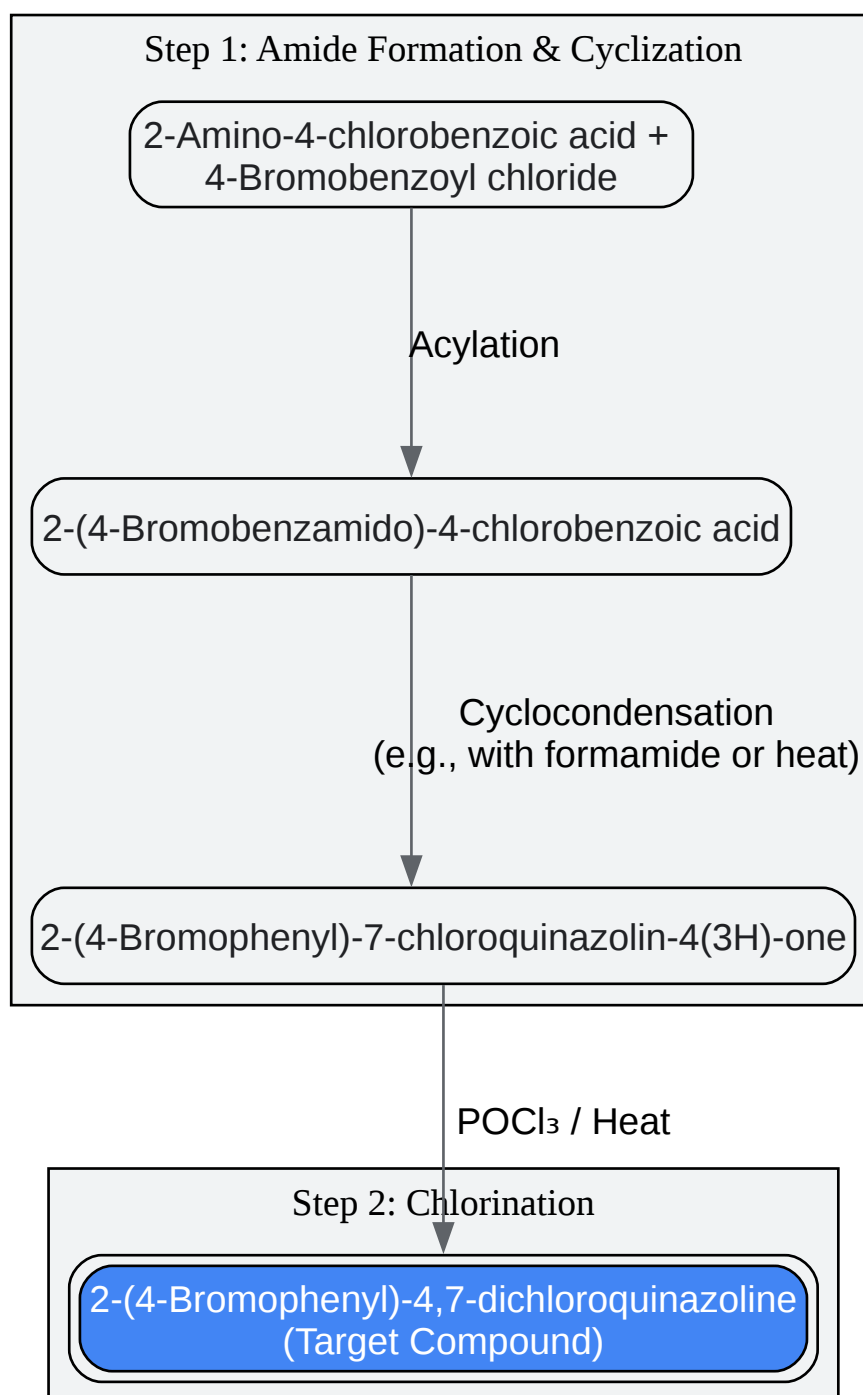 Step 1: Amide Formation & Cyclization
2-Amino-4-chlorobenzoic acid +
4-Bromobenzoyl chloride
Acylation
2-(4-Bromobenzamido)-4-chlorobenzoic acid
Cyclocondensation
(e.g., with formamide or heat)
2-(4-Bromophenyl)-7-chloroquinazolin-4(3H)-one
POCl₃ / Heat
Step 2: Chlorination
2-(4-Bromophenyl)-4,7-dichloroquinazoline
(Target Compound)